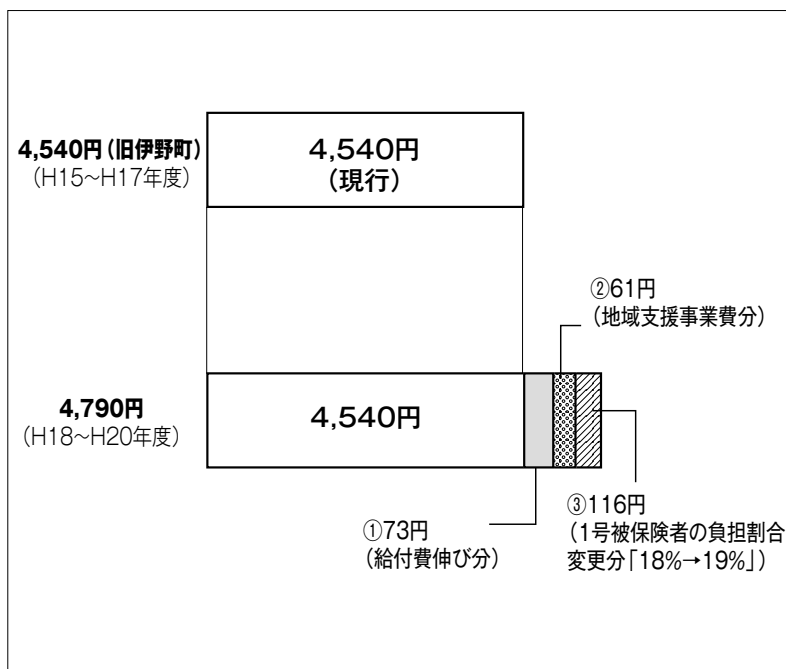 4,540円（旧伊野町）
（H15〜H17年度）
4,540円
（現行）
②61円
（地域支援事業費分）
4,790円
（H18〜H20年度）
4,540円
①73円
（給付費伸び分）
③116円
（1号被保険者の負担割合
変更分「18%→19%」）